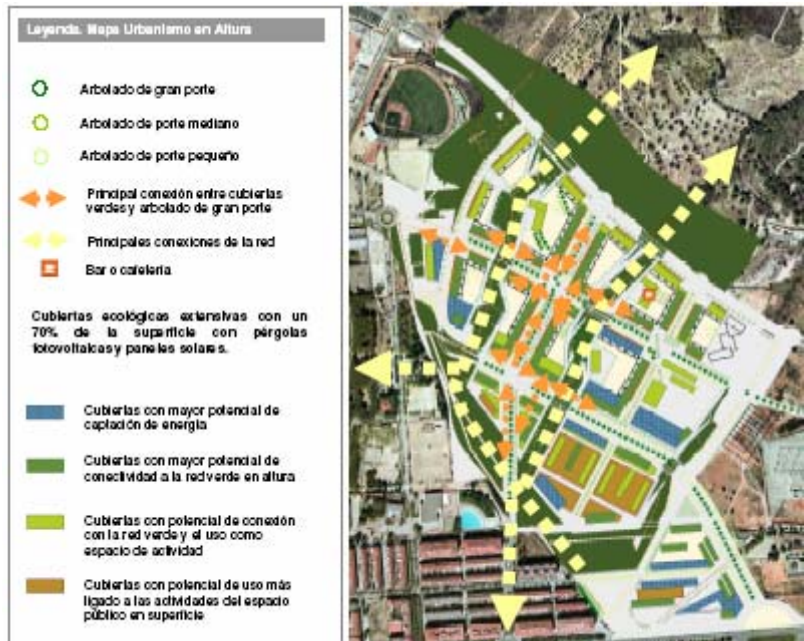 Leyenda. Mapa Urbanismo en Altura
Arbolado de gran porte
Arbolado de porte mediano
Arbolado de porte pequeño
Principal conexión entre cubiertas
verdes y arbolado de gran porte
Principales conexiones de la red
Bar o cafetería
Cubiertas ecológicas extensivas con un
70% de la superficie con pérgolas
fotovoltaicas y paneles solares.
Cubiertas con mayor potencial de
captación de energía
Cubiertas con mayor potencial de
conectividad a la red verde en altura
Cubiertas con potencial de conexión
con la red verde y el uso como
espacio de actividad
Cubiertas con potencial de uso más
ligado a las actividades del espacio
público en superficie